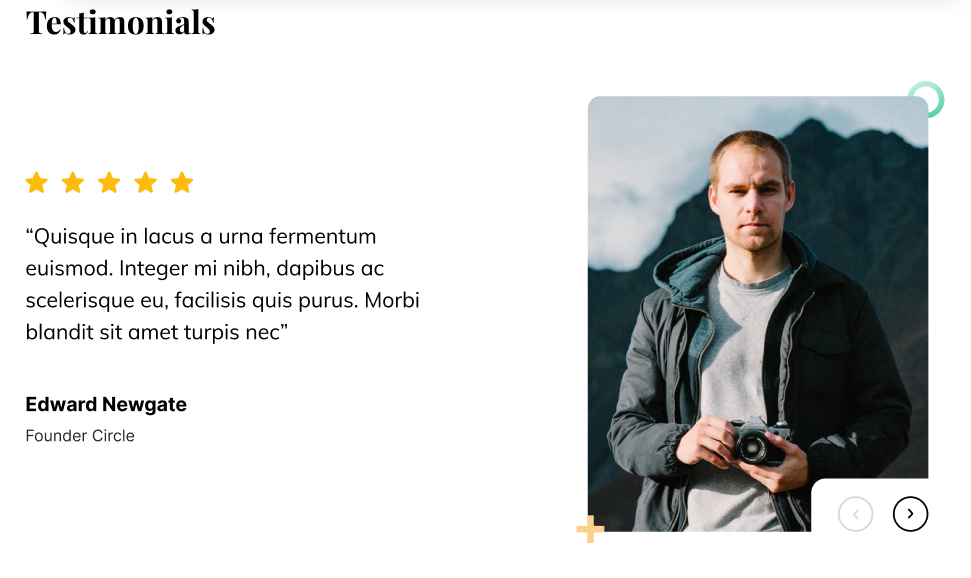 Testimonials
“Quisque in lacus a urna fermentum
euismod. Integer mi nibh, dapibus ac
scelerisque eu, facilisis quis purus. Morbi
blandit sit amet turpis nec”
Edward Newgate
Founder Circle